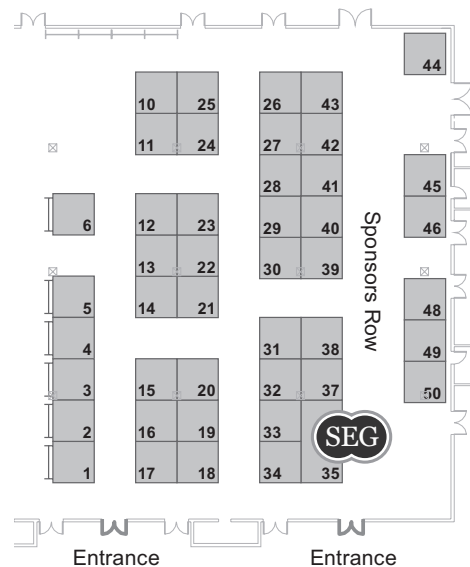 44
10 25 26 43
11 24 27 42
28 41 45
6 12 23 29 40 46
13 22 30 39
5 14 21 48
4 31 38 49
3 15 20 32 37 50
2 16 19 33 SEG
1 17 18 34 35
Sponsors Row
Entrance Entrance